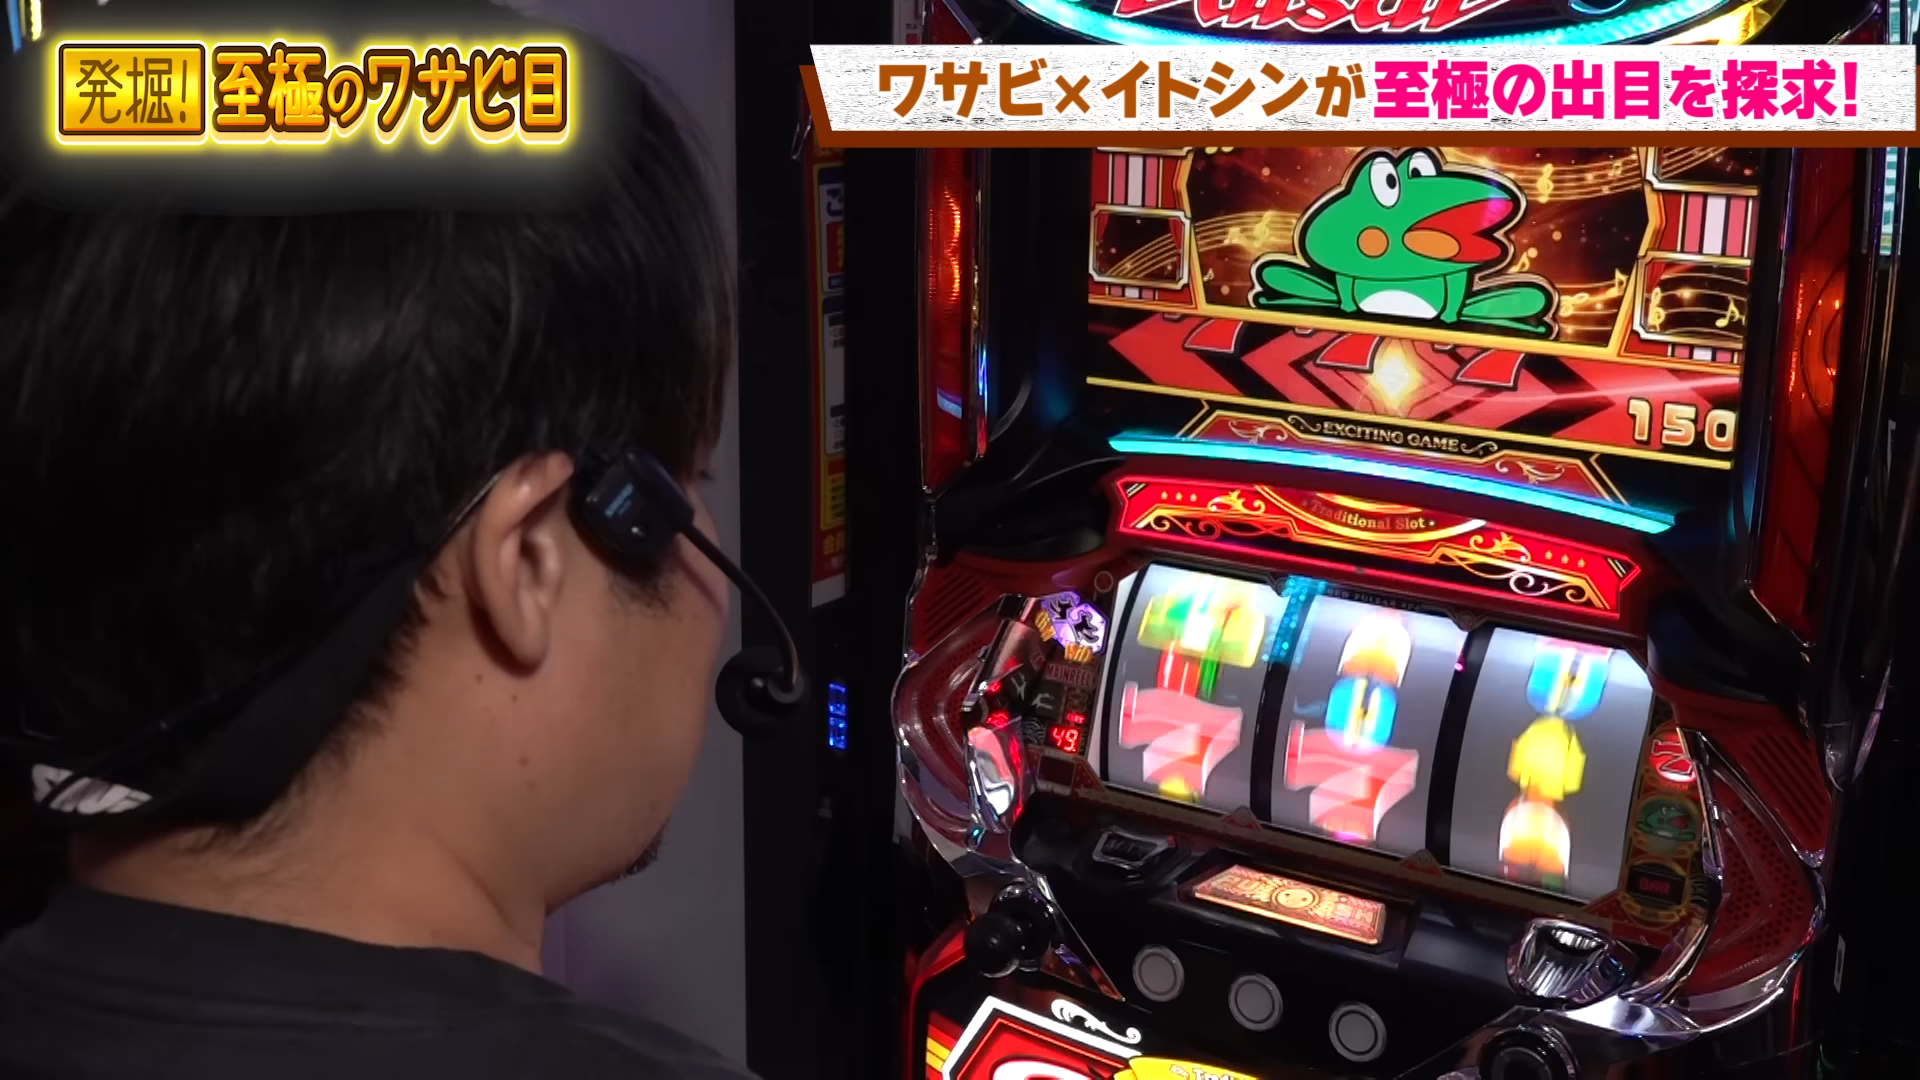 発掘!至極のワサビ目
ワサビ×イトシンが至極の出目を探求!
150
EXCITING GAME
Traditional Slot
49
BAR